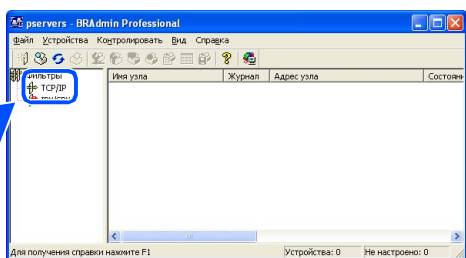 pservers - BRAdmin Professional
Файл Устройства Контролировать Вид Справка
Фильтры
TCP/IP
Имя узла Журнал Адрес узла Состояни
Для получения справки нажмите F1 Устройства: 0 Не настроено: 0